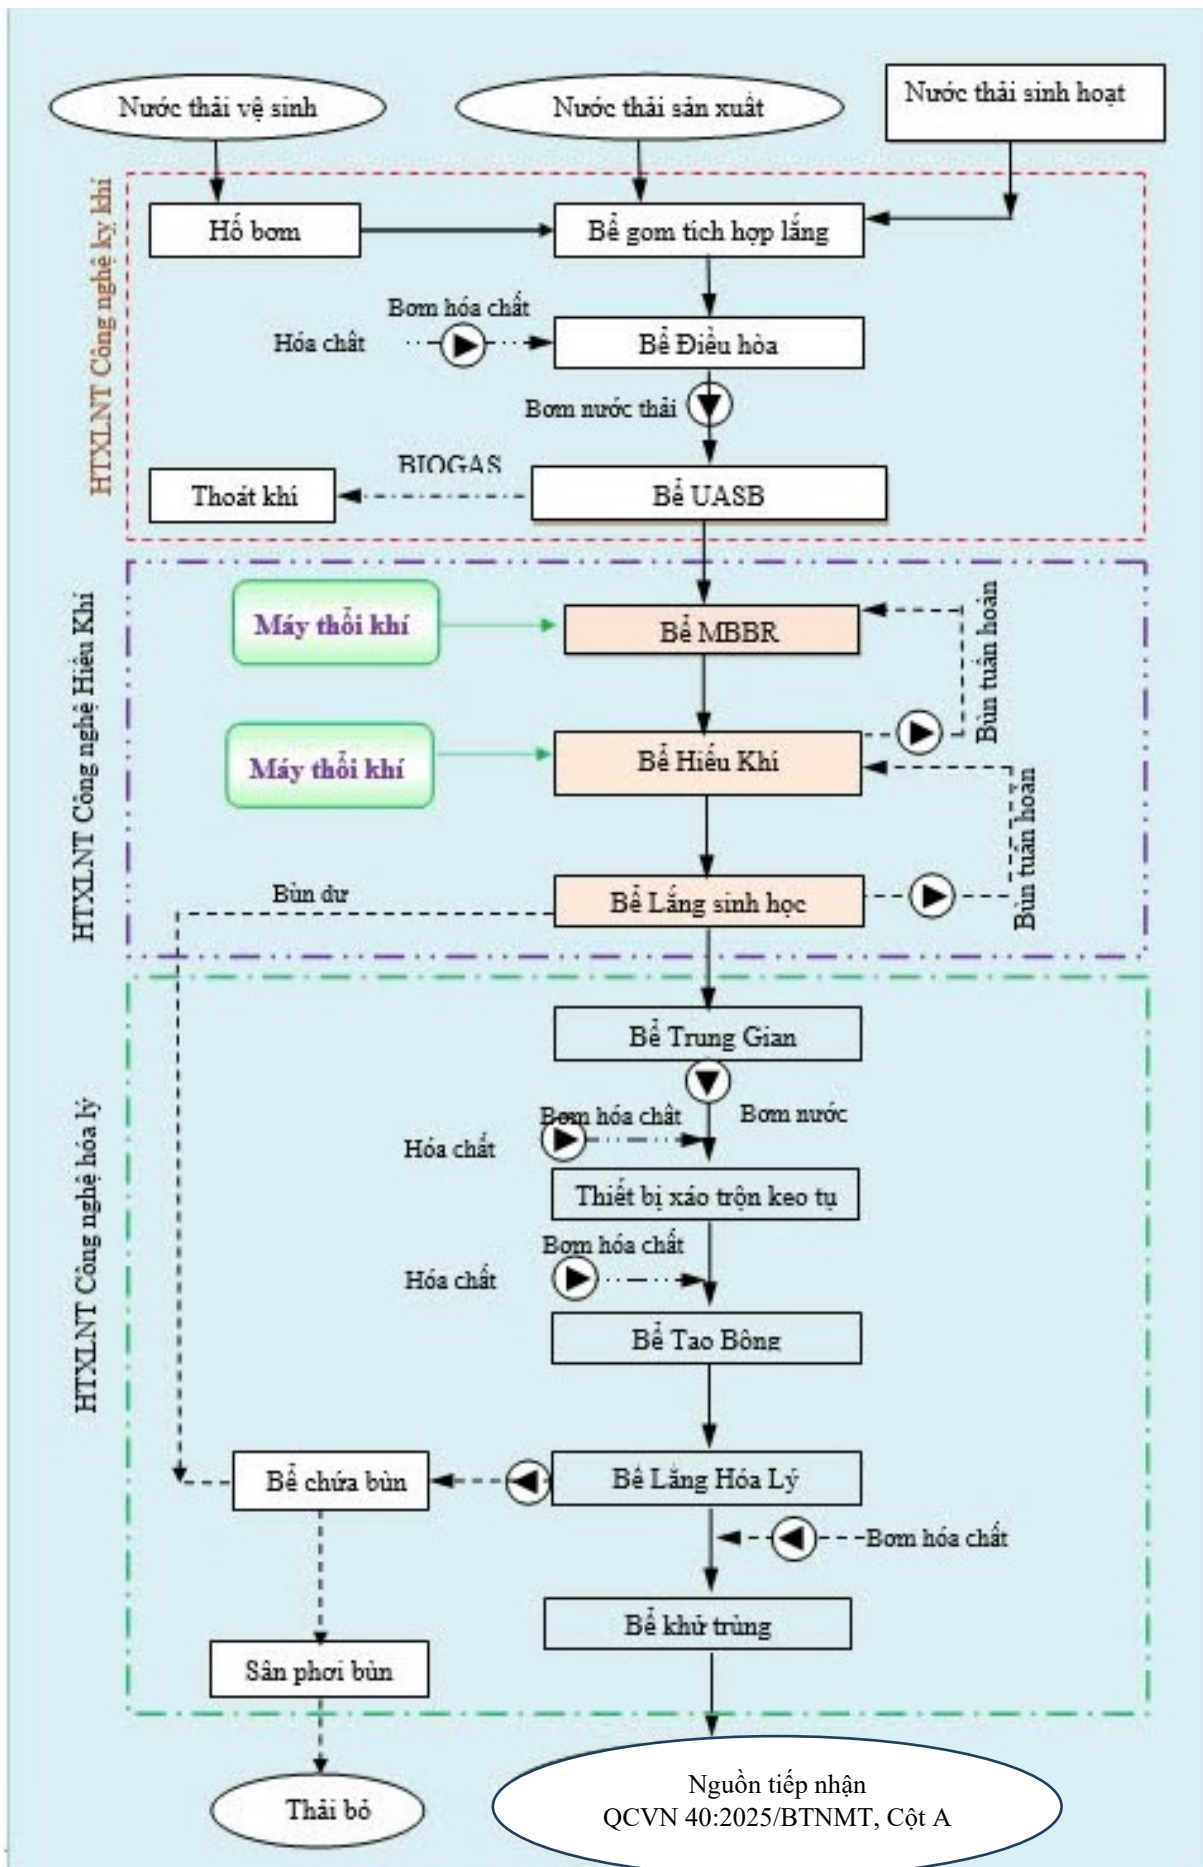 Nước thải vệ sinh
Nước thải sản xuất
Nước thải sinh hoạt
HTXLNT Công nghệ kỵ khí
Hố bơm
Bể gom tích hợp lắng
Bơm hóa chất
Hóa chất
Bể Điều hòa
Bơm nước thải
BIOGAS
Thoát khí
Bể UASB
HTXLNT Công nghệ Hiếu Khí
Máy thổi khí
Bể MBBR
Bùn tuần hoàn
Máy thổi khí
Bể Hiếu Khí
Bùn tuần hoàn
Bùn dư
Bể Lắng sinh học
HTXLNT Công nghệ hóa lý
Bể Trung Gian
Bơm hóa chất
Bơm nước
Hóa chất
Thiết bị xáo trộn keo tụ
Bơm hóa chất
Hóa chất
Bể Tạo Bông
Bể chứa bùn
Bể Lắng Hóa Lý
Bơm hóa chất
Bể khử trùng
Sân phơi bùn
Thải bỏ
Nguồn tiếp nhận
QCVN 40:2025/BTNMT, Cột A